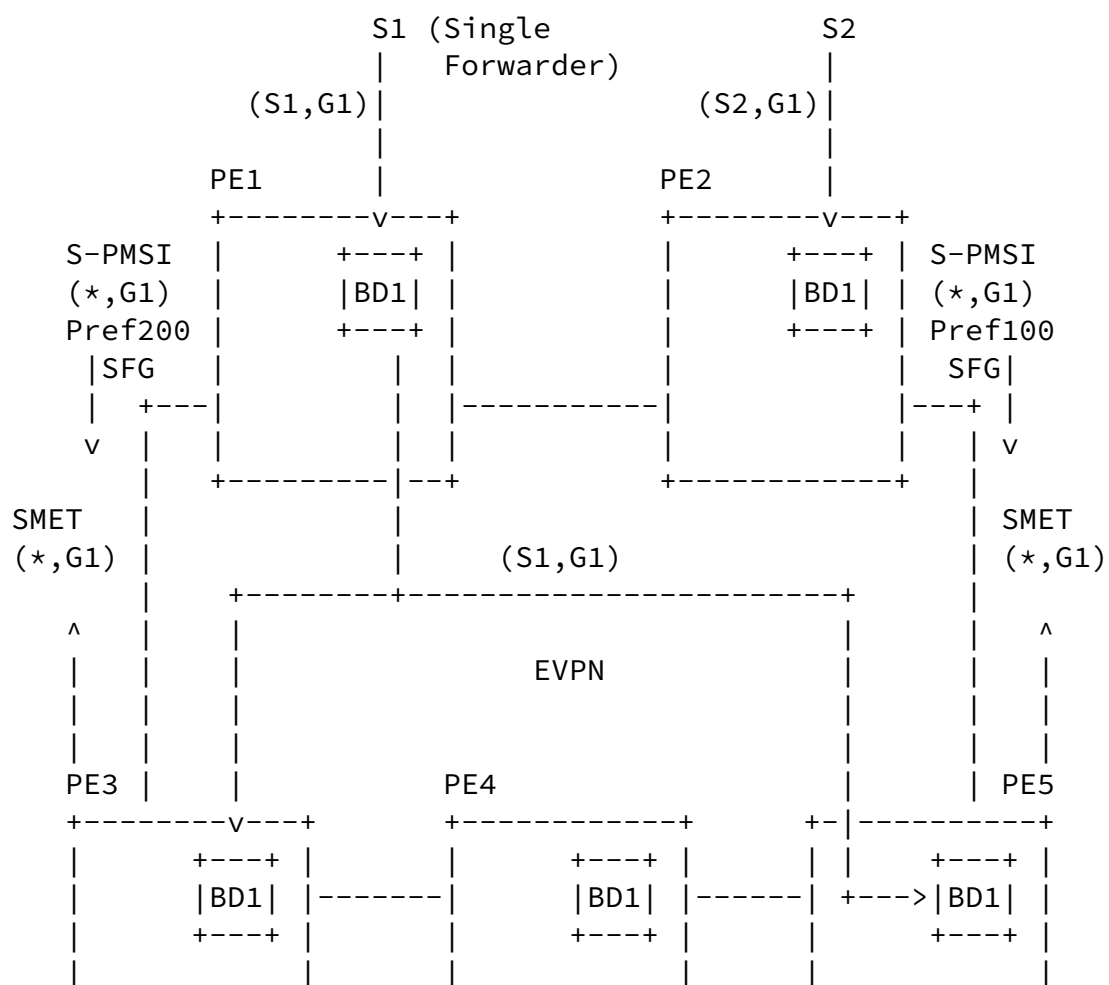 S1 (Single S2
Forwarder)
(S1,G1) (S2,G1)
PE1 PE2
S-PMSI S-PMSI
(*,G1) BD1 BD1 (*,G1)
Pref200 Pref100
SFG SFG
SMET SMET
(*,G1) (S1,G1) (*,G1)
EVPN
PE3 PE4 PE5
BD1 BD1 BD1